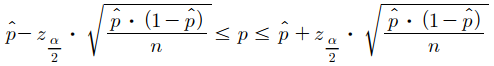 p̂ − z_{α/2} · √(p̂ · (1 − p̂) / n) ≤ p ≤ p̂ + z_{α/2} · √(p̂ · (1 − p̂) / n)